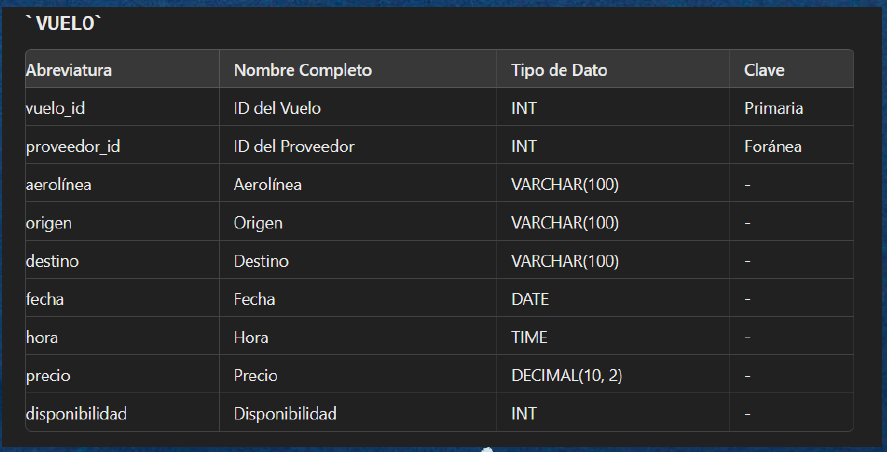 `VUELO`
Abreviatura Nombre Completo Tipo de Dato Clave
vuelo_id ID del Vuelo INT Primaria
proveedor_id ID del Proveedor INT Foránea
aerolínea Aerolínea VARCHAR(100) -
origen Origen VARCHAR(100) -
destino Destino VARCHAR(100) -
fecha Fecha DATE -
hora Hora TIME -
precio Precio DECIMAL(10, 2) -
disponibilidad Disponibilidad INT -